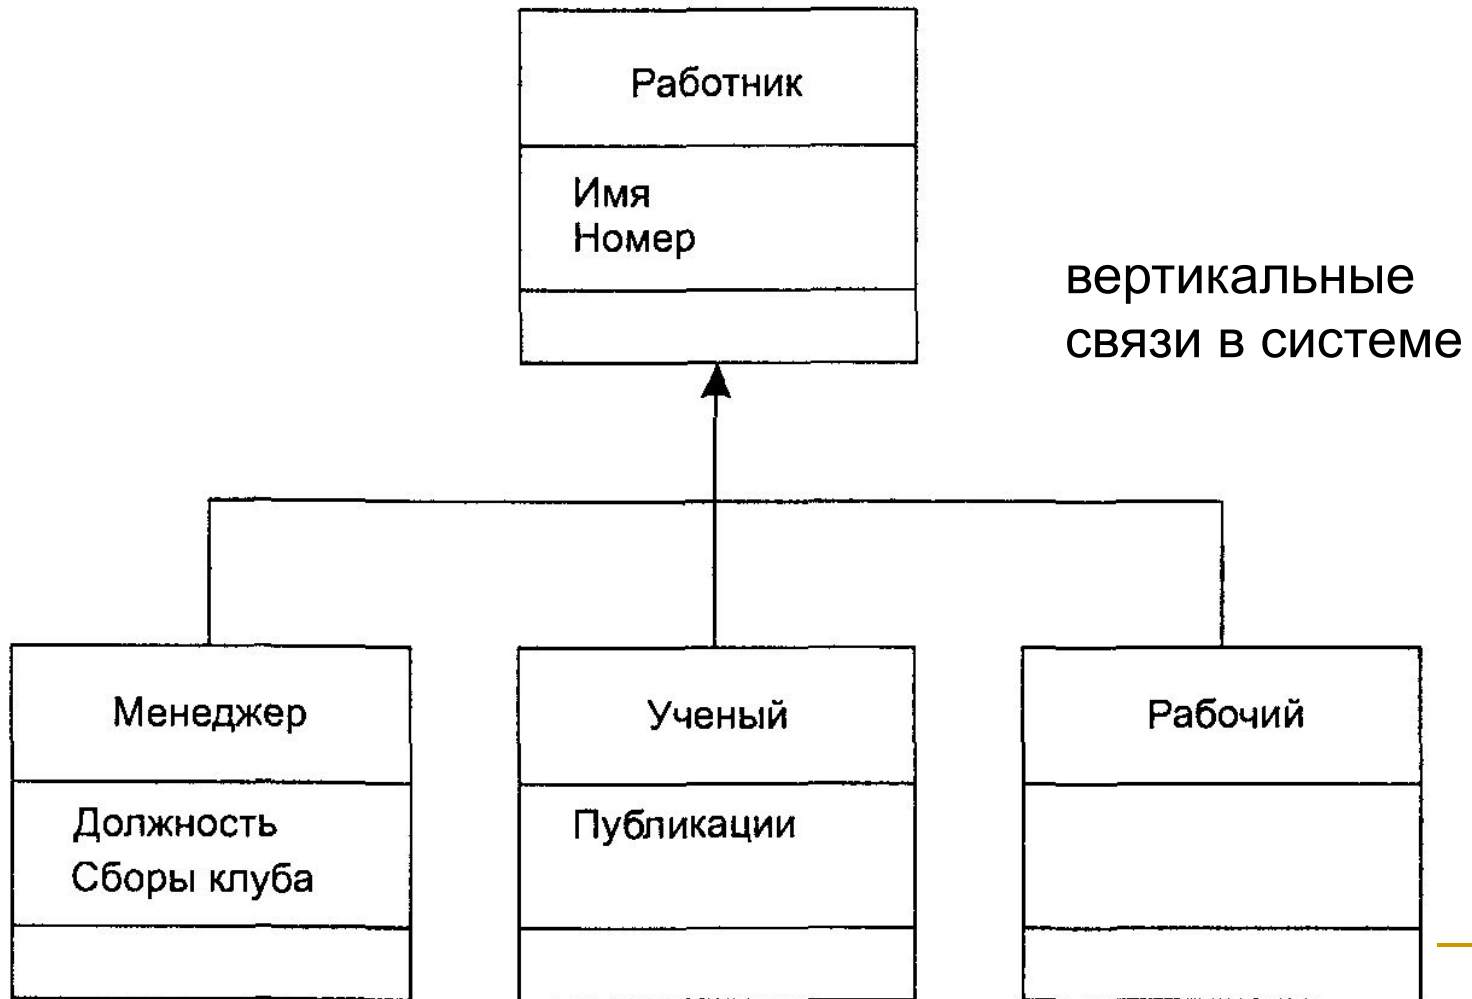 Работник
Имя
Номер
вертикальные
связи в системе
Менеджер
Ученый
Рабочий
Должность
Сборы клуба
Публикации